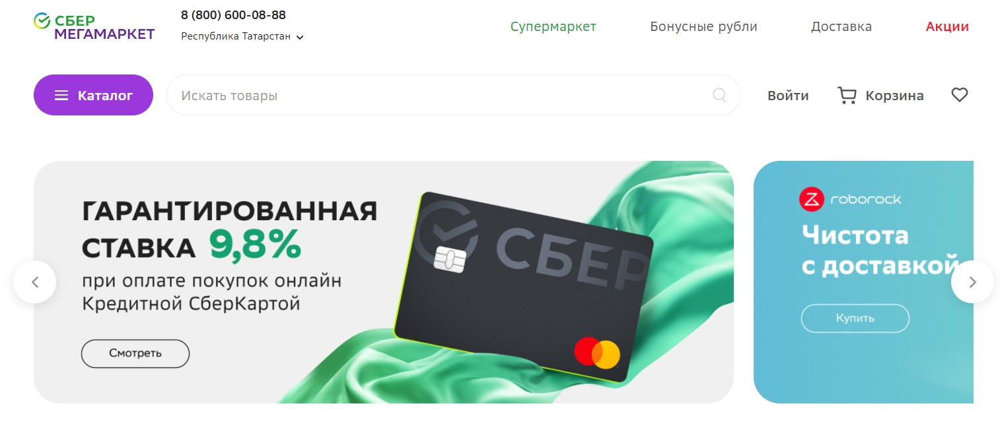 СБЕР
МЕГАМАРКЕТ
8 (800) 600-08-88
Республика Татарстан
Супермаркет
Бонусные рубли
Доставка
Акции
Каталог
Искать товары
Войти
Корзина
ГАРАНТИРОВАННАЯ
СТАВКА 9,8%
при оплате покупок онлайн
Кредитной СберКартой
Смотреть
СБЕР
roborock
Чистота
с доставкой
Купить